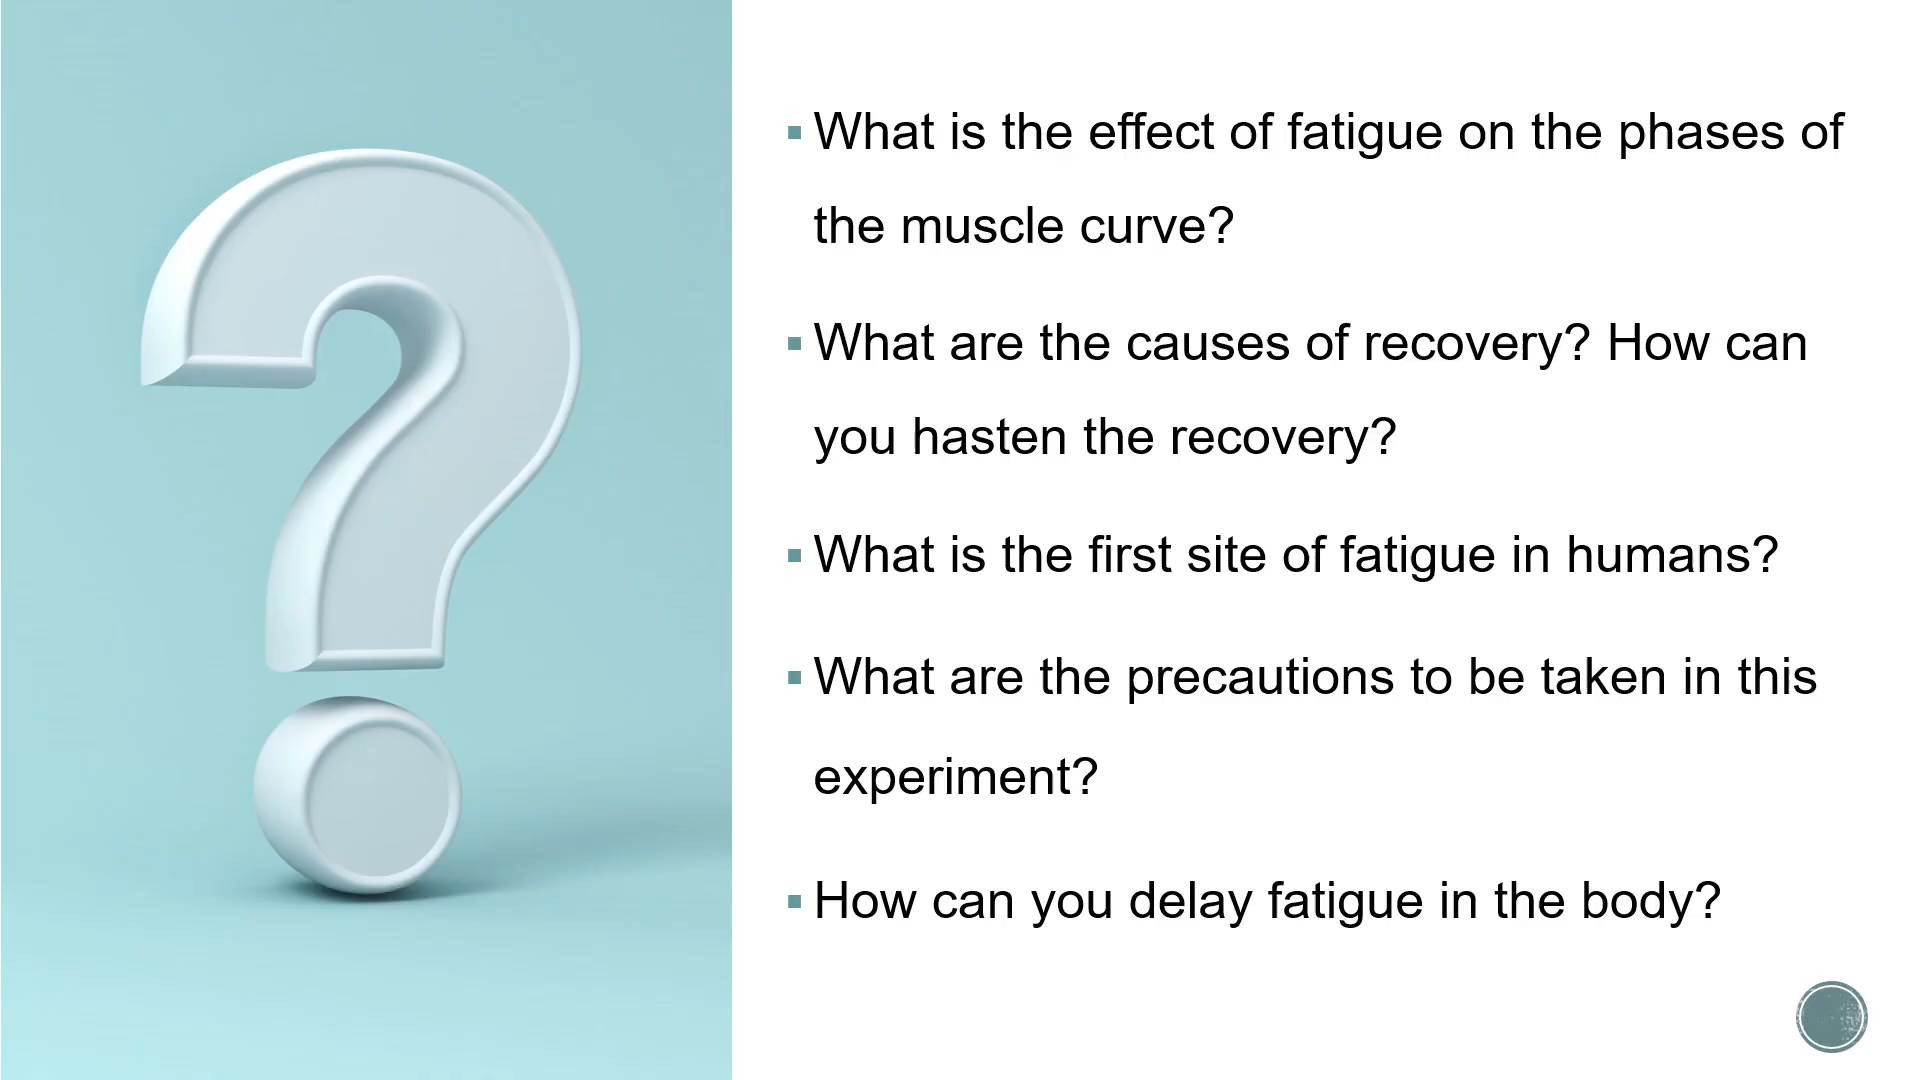 What is the effect of fatigue on the phases of
the muscle curve?
What are the causes of recovery? How can
you hasten the recovery?
What is the first site of fatigue in humans?
What are the precautions to be taken in this
experiment?
How can you delay fatigue in the body?